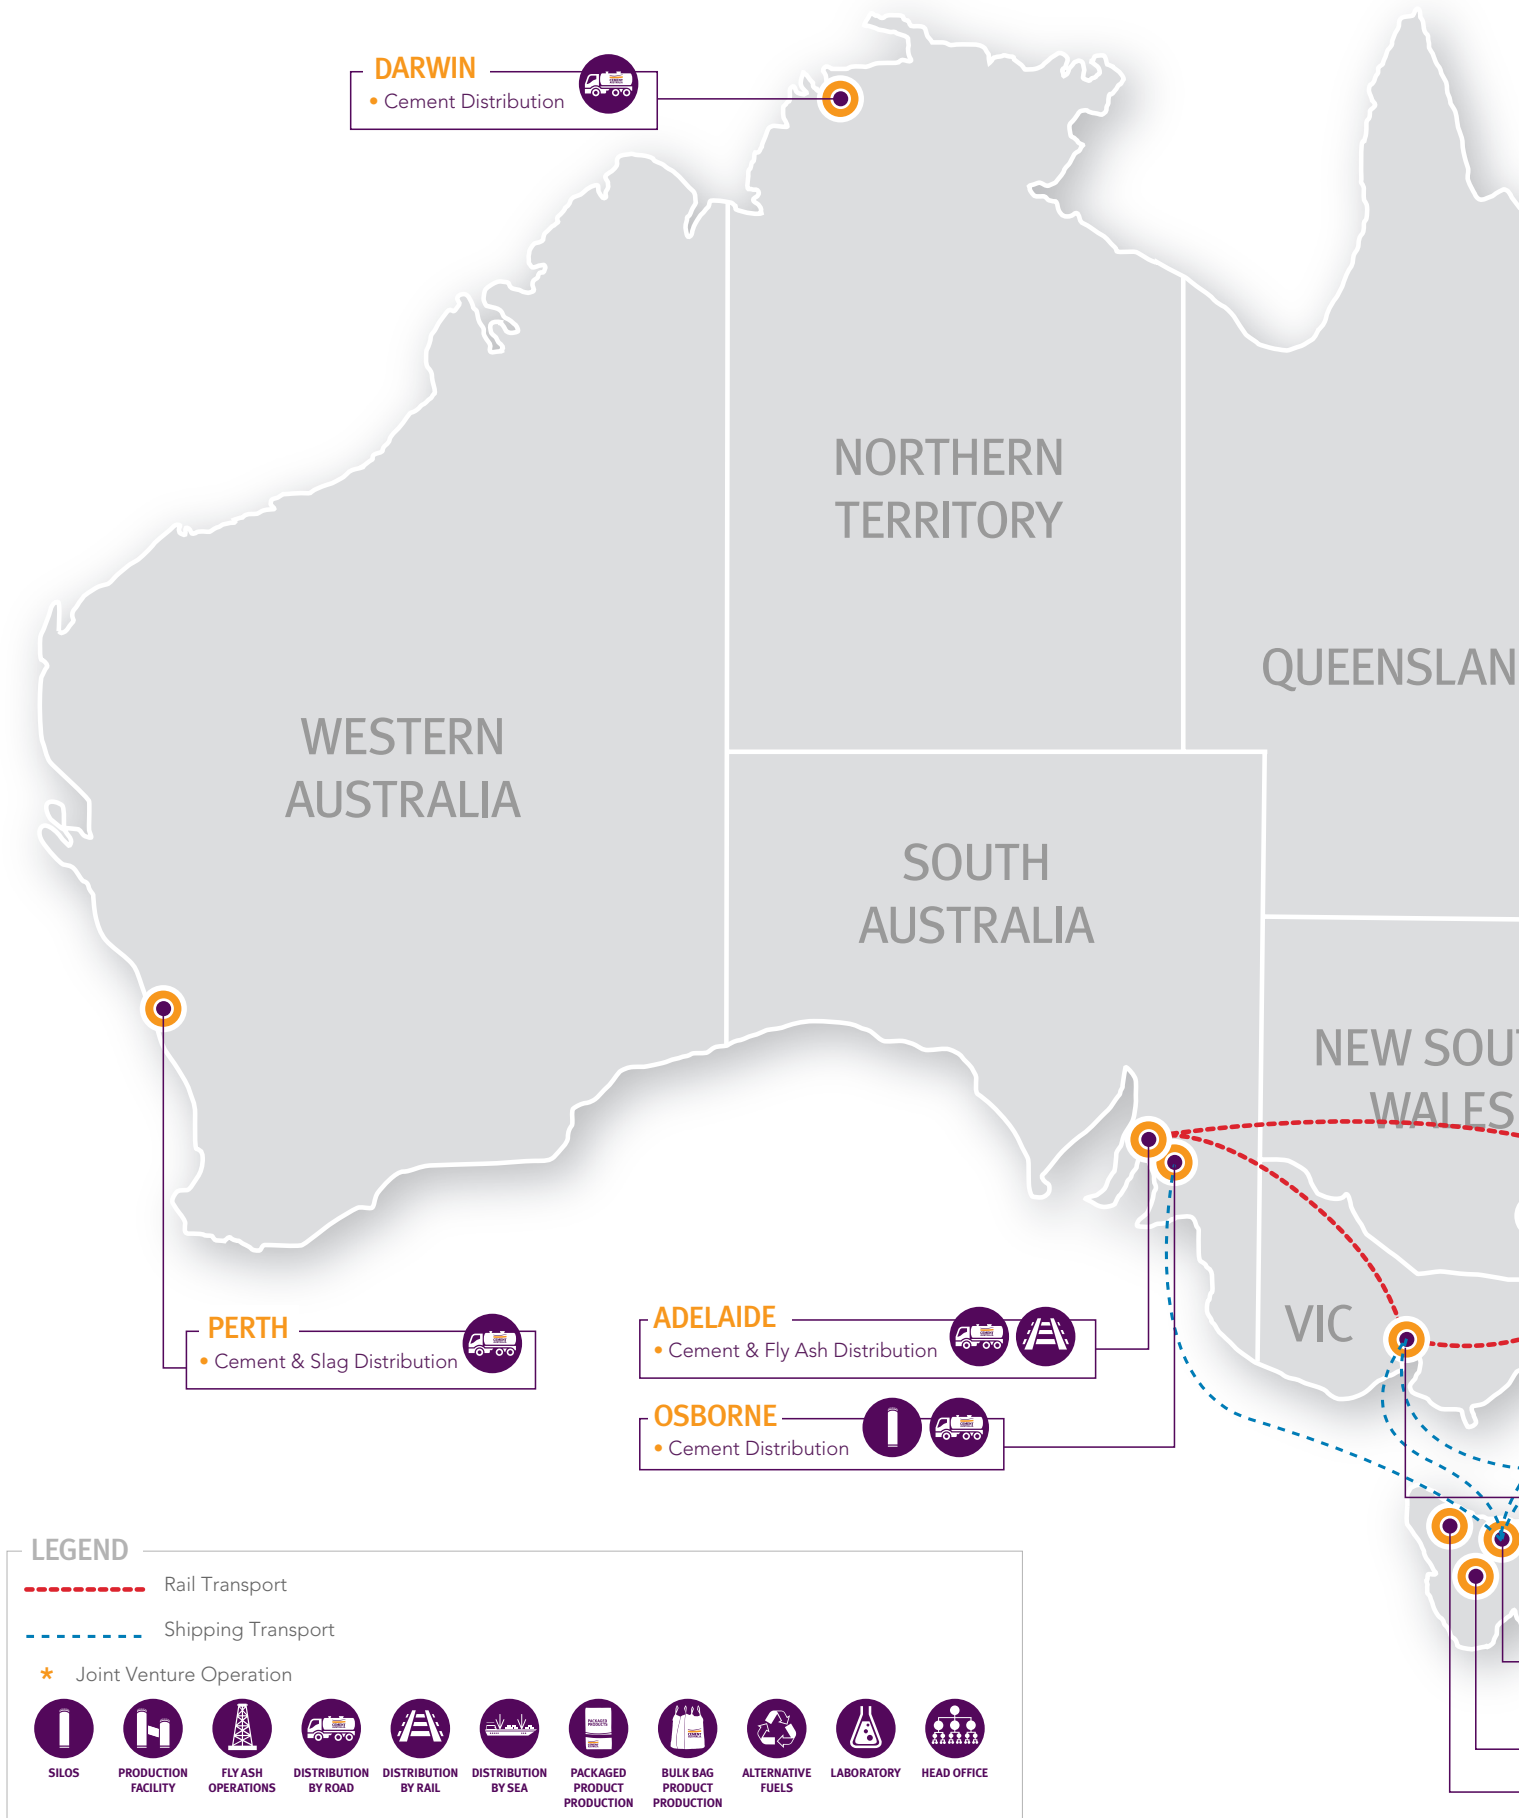 DARWIN
• Cement Distribution
NORTHERN
TERRITORY
QUEENSLAN
WESTERN
AUSTRALIA
SOUTH
AUSTRALIA
NEW SOUT
WALES
VIC
PERTH
• Cement & Slag Distribution
ADELAIDE
• Cement & Fly Ash Distribution
OSBORNE
• Cement Distribution
LEGEND
Rail Transport
Shipping Transport
* Joint Venture Operation
PACKAGED
PRODUCTS
SILOS
PRODUCTION
FACILITY
FLY ASH
OPERATIONS
DISTRIBUTION
BY ROAD
DISTRIBUTION
BY RAIL
DISTRIBUTION
BY SEA
PACKAGED
PRODUCT
PRODUCTION
BULK BAG
PRODUCT
PRODUCTION
ALTERNATIVE
FUELS
LABORATORY
HEAD OFFICE